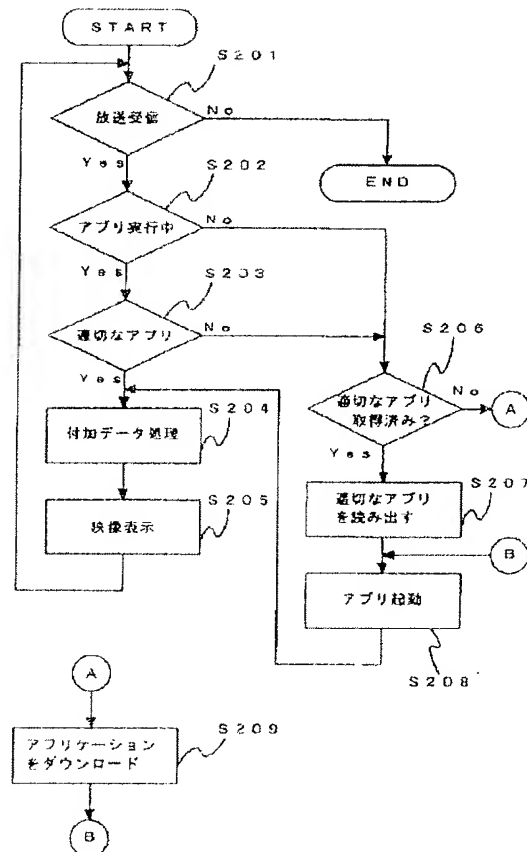 START
S201
放送受信
No
Yes
END
S202
アプリ実行中
No
Yes
S203
適切なアプリ
No
Yes
S206
適切なアプリ
取得済み?
No
A
Yes
S204
付加データ処理
S207
適切なアプリ
を読み出す
S205
映像表示
B
アプリ起動
S208
A
S209
アプリケーション
をダウンロード
B